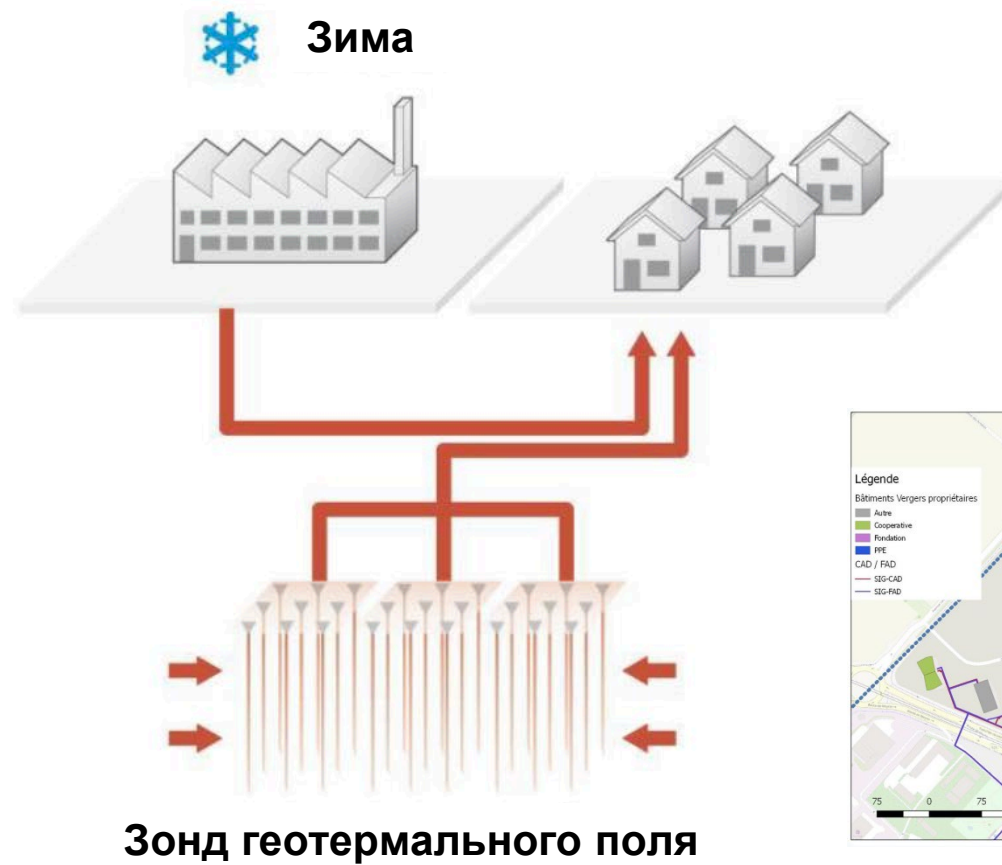 Зима
Légende
Bâtiments Vergers propriétaires
Autre
Cooperative
Fondation
PPE
CAD / FAD
SIG-CAD
SIG-FAD
75 0 75
Зонд геотермального поля